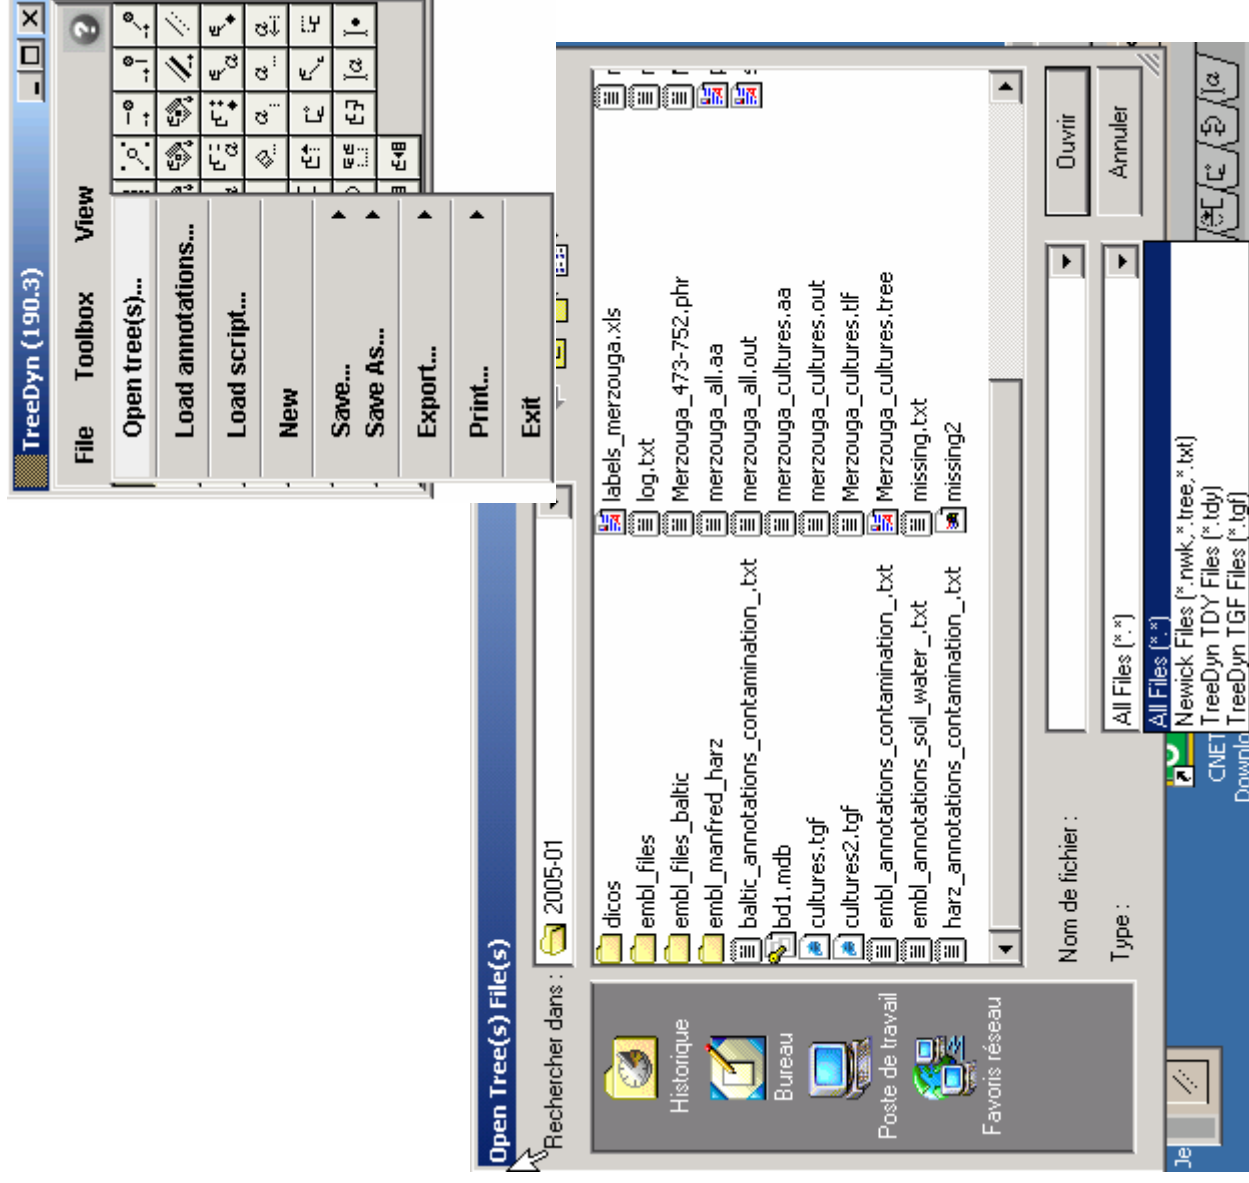 TreeDyn (190.3)
File Toolbox View
Open tree(s)...
Load annotations...
Load script...
New
Save...
Save As...
Export...
Print...
Exit
Open Tree(s) File(s)
Rechercher dans : 2005-01
Historique
Bureau
Poste de travail
Favoris réseau
dicos
embl_files
embl_files_baltic
embl_manfred_harz
baltic_annotations_contamination_.txt
bd1.mdb
cultures.tgf
cultures2.tgf
embl_annotations_contamination_.txt
embl_annotations_soil_water_.txt
harz_annotations_contamination_.txt
labels_merzouga.xls
log.txt
Merzouga_473-752.phr
merzouga_all.aa
merzouga_all.out
merzouga_cultures.aa
merzouga_cultures.out
Merzouga_cultures.tlf
Merzouga_cultures.tree
missing.txt
missing2
Nom de fichier : Ouvrir
Type : All Files (*.*) Annuler
All Files (*.*)
Newick Files (*.nwk,*.tree,*.txt)
TreeDyn TDY Files (*.tdy)
TreeDyn TGF Files (*.tgf)
CNET
Downlo
Je